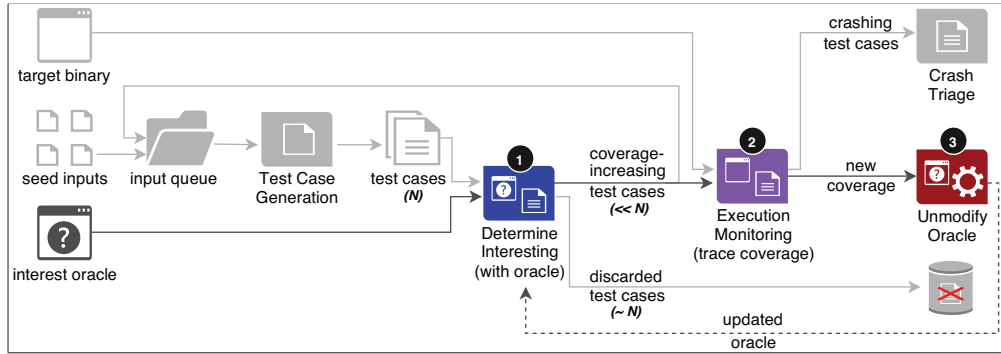 target binary
seed inputs
input queue
Test Case
Generation
test cases
(N)
?
interest oracle
1
?
Determine
Interesting
(with oracle)
coverage-
increasing
test cases
(<< N)
discarded
test cases
(~ N)
2
Execution
Monitoring
(trace coverage)
crashing
test cases
Crash
Triage
new
coverage
3
?
Unmodify
Oracle
updated
oracle